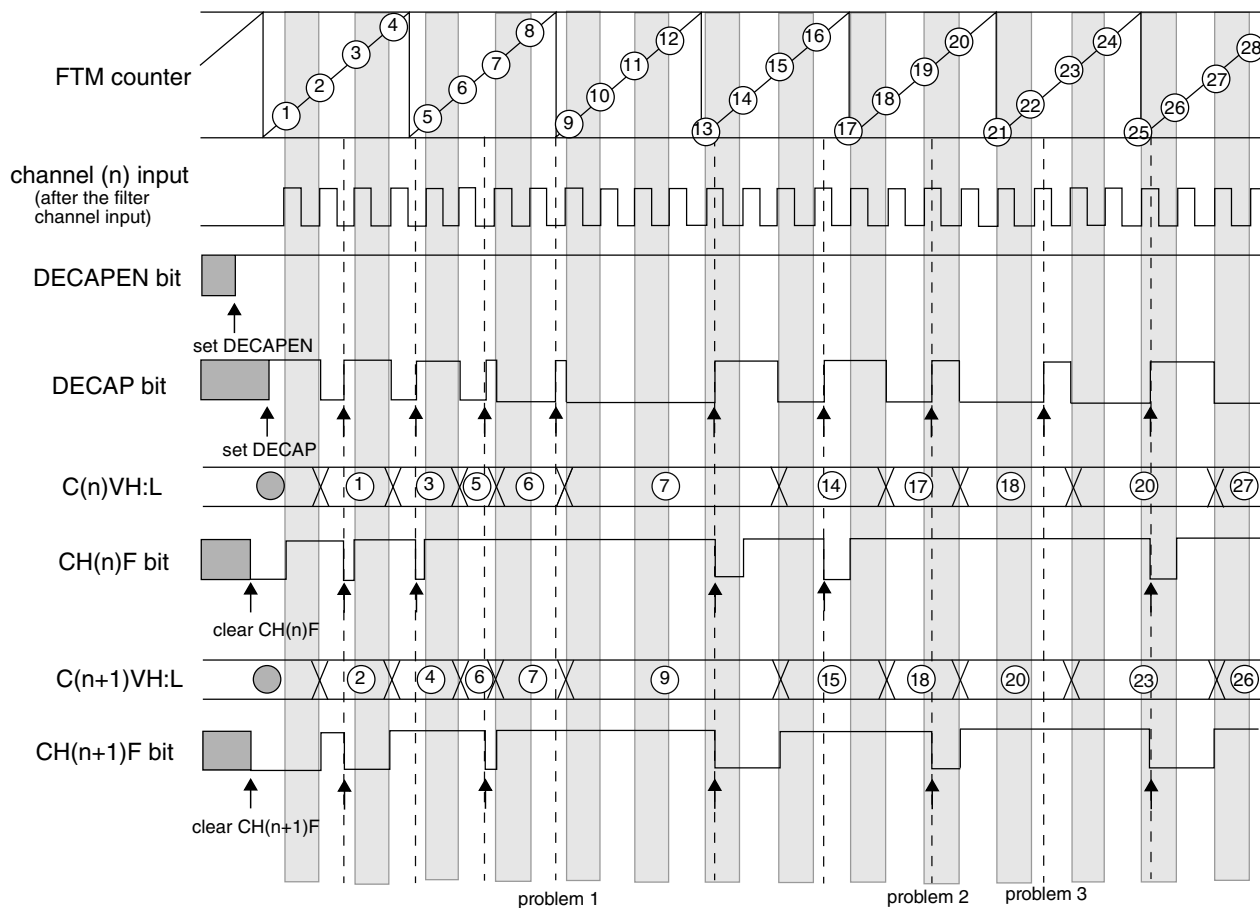 FTM counter
1 2 3 4 5 6 7 8 9 10 11 12 13 14 15 16 17 18 19 20 21 22 23 24 25 26 27 28
channel (n) input
(after the filter
channel input)
DECAPEN bit
set DECAPEN
DECAP bit
set DECAP
C(n)VH:L
1 3 5 6 7 14 17 18 20 27
CH(n)F bit
clear CH(n)F
C(n+1)VH:L
2 4 6 7 9 15 18 20 23 26
CH(n+1)F bit
clear CH(n+1)F
problem 1 problem 2 problem 3